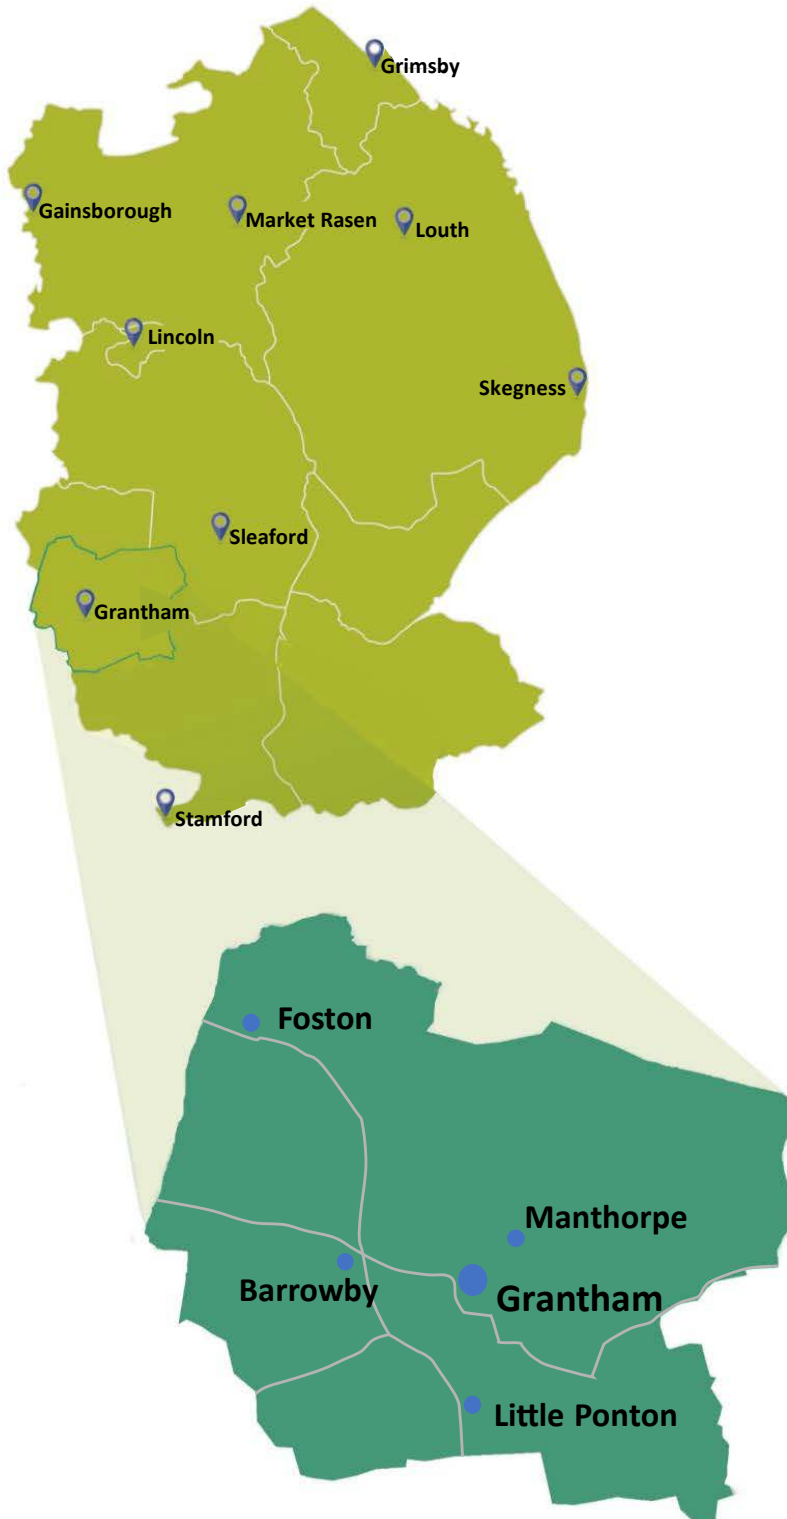 Grimsby
Gainsborough
Market Rasen
Louth
Lincoln
Skegness
Sleaford
Grantham
Stamford
Foston
Manthorpe
Barrowby
Grantham
Little Ponton